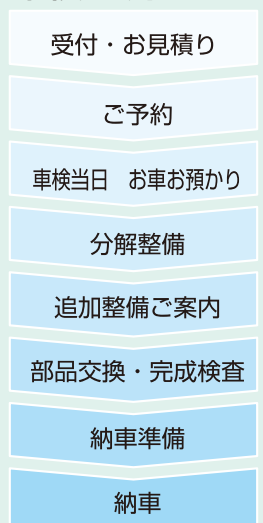 受付・お見積り
ご予約
車検当日　お車お預かり
分解整備
追加整備ご案内
部品交換・完成検査
納車準備
納車